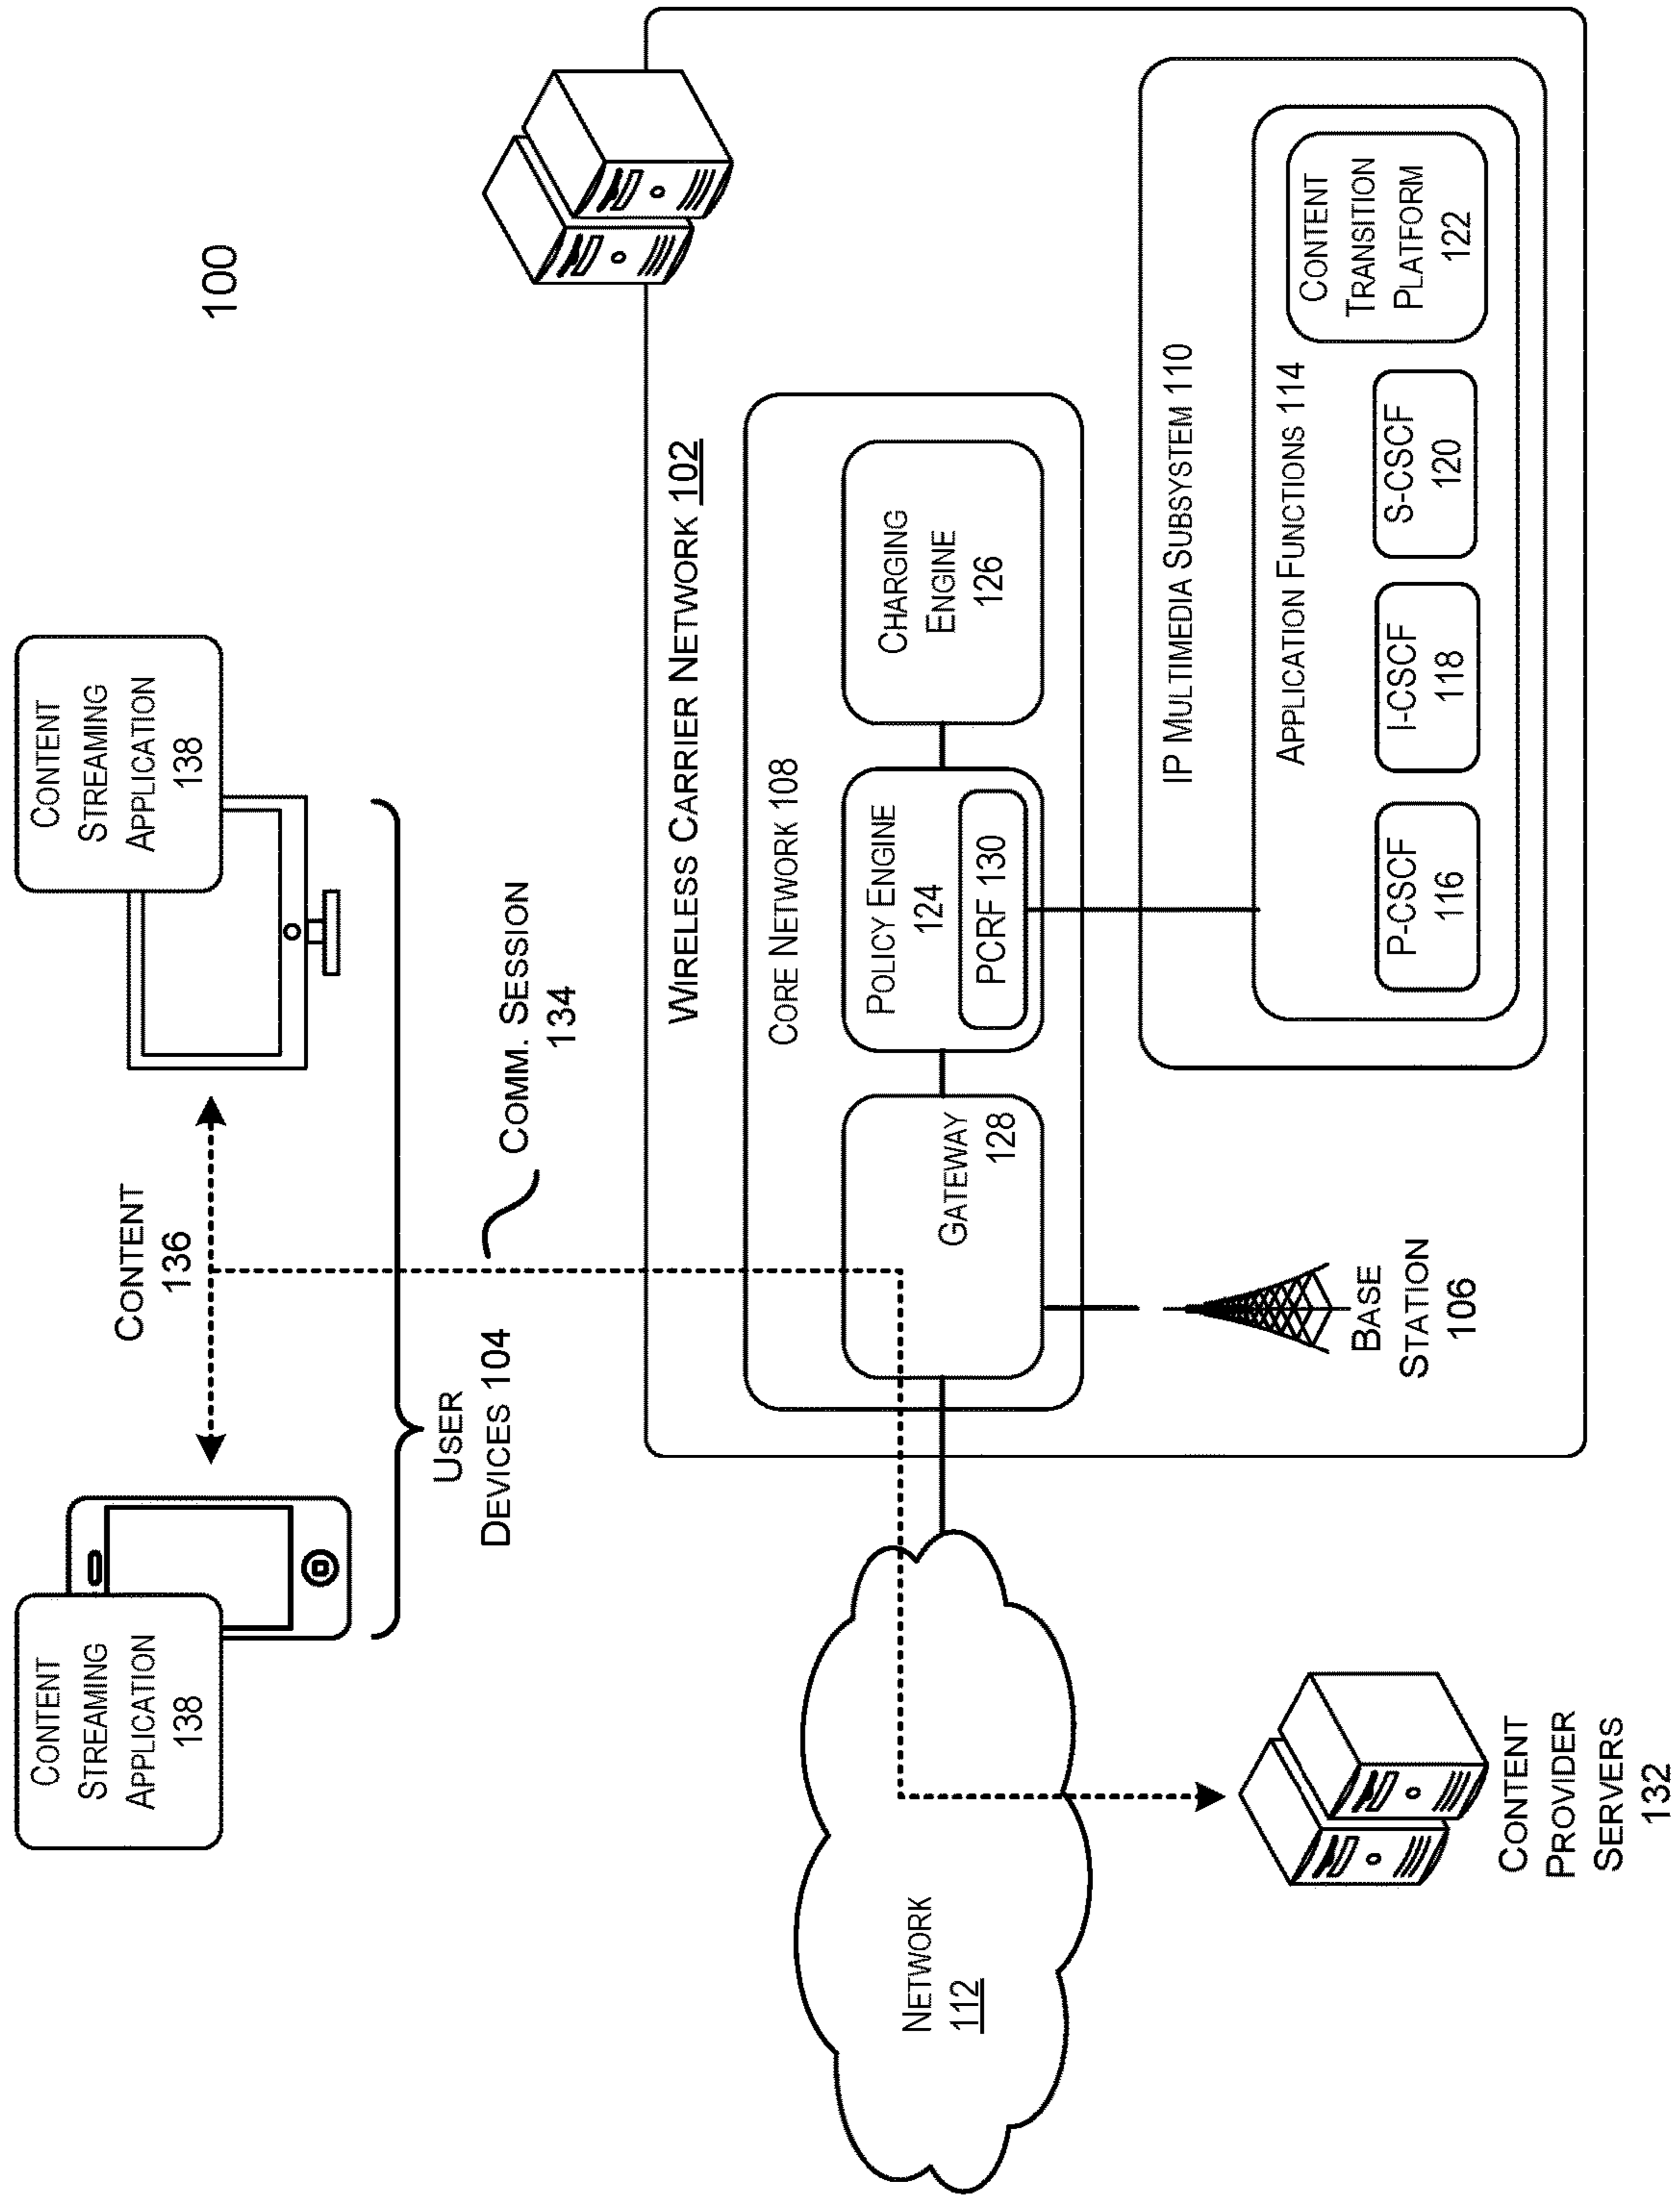 100
CONTENT
STREAMING
APPLICATION
138
CONTENT
136
CONTENT
STREAMING
APPLICATION
138
USER
DEVICES 104
COMM. SESSION
134
WIRELESS CARRIER NETWORK 102
CORE NETWORK 108
GATEWAY
128
POLICY ENGINE
124
PCRF 130
CHARGING
ENGINE
126
NETWORK
112
BASE
STATION
106
IP MULTIMEDIA SUBSYSTEM 110
APPLICATION FUNCTIONS 114
P-CSCF
116
I-CSCF
118
S-CSCF
120
CONTENT
TRANSITION
PLATFORM
122
CONTENT
PROVIDER
SERVERS
132